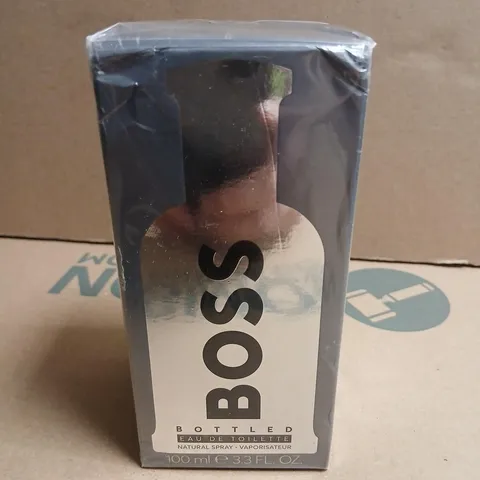 BOSS
BOTTLED
EAU DE TOILETTE
NATURAL SPRAY - VAPORISATEUR
100 ml e 3.3 FL. OZ.